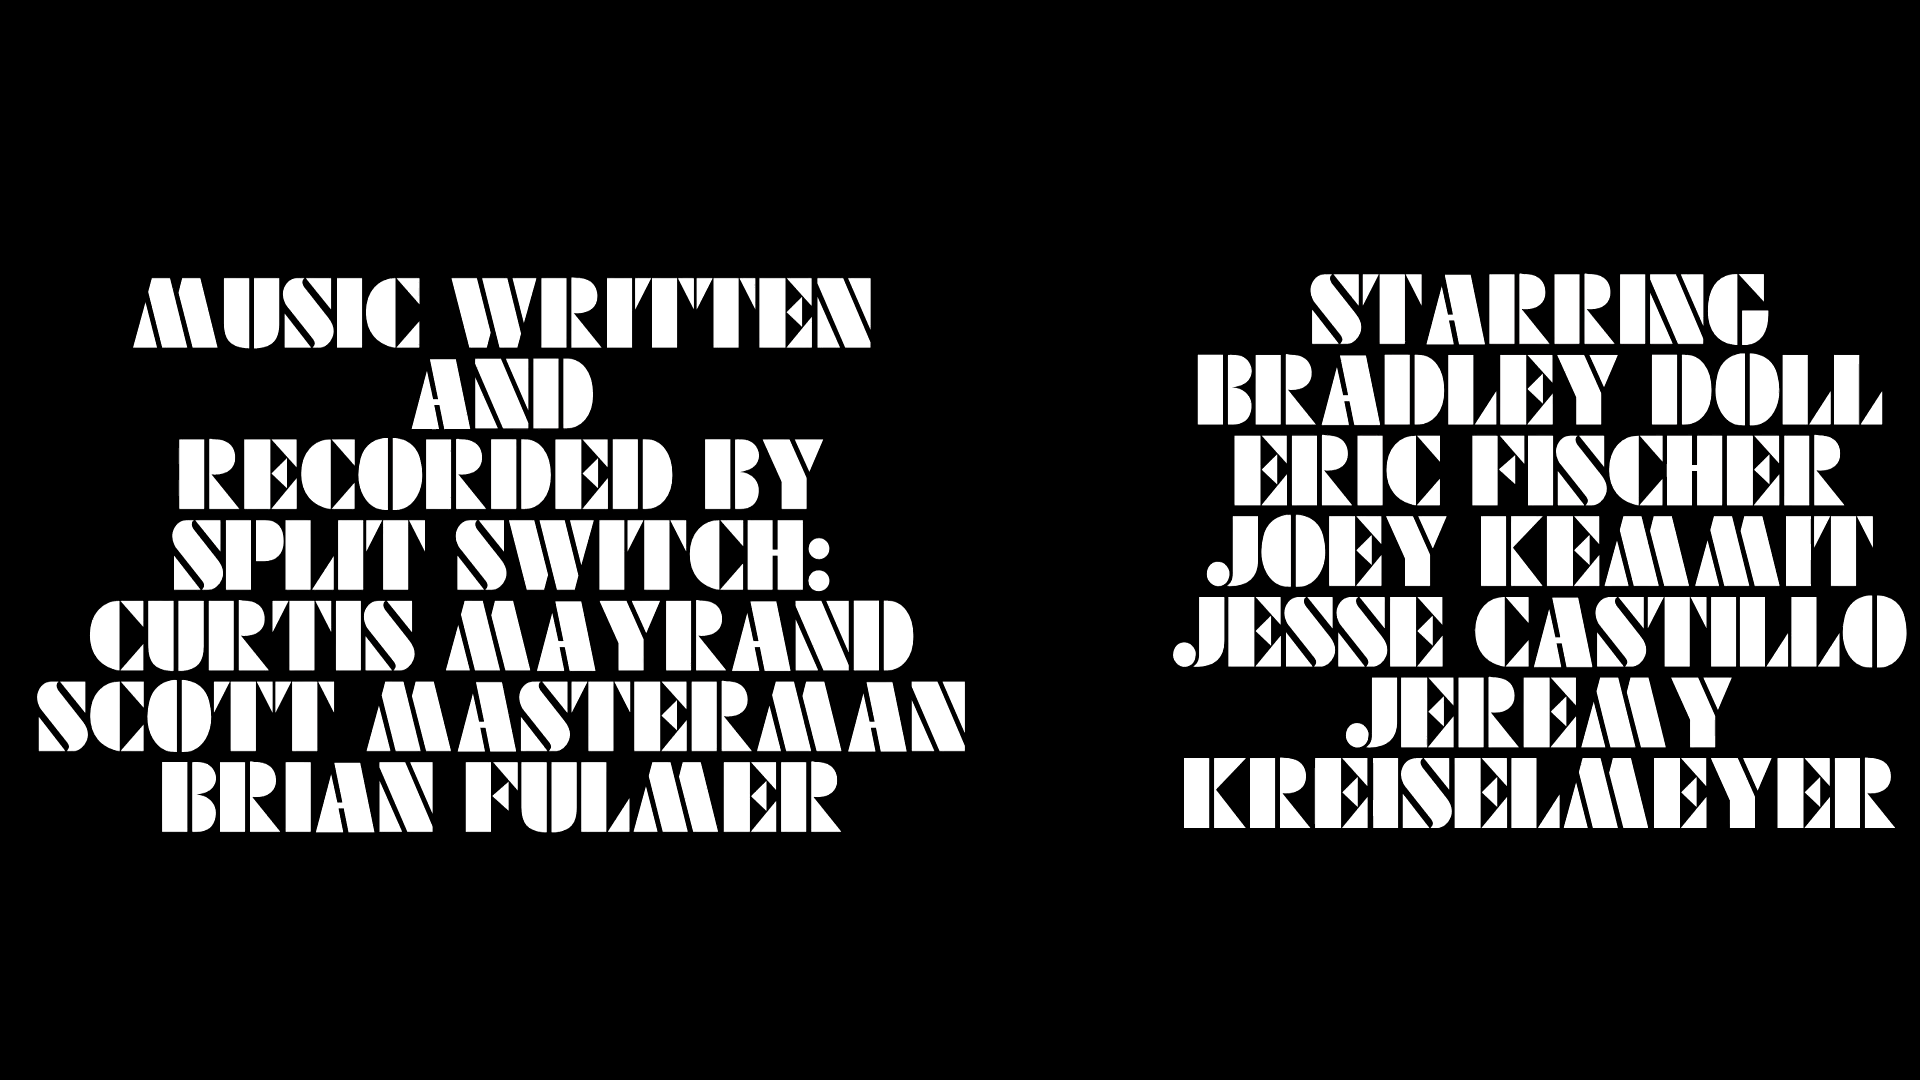 MUSIC WRITTEN
AND
RECORDED BY
SPLIT SWITCH:
CURTIS MAYRAND
SCOTT MASTERMAN
BRIAN FULMER
STARRING
BRADLEY DOLL
ERIC FISCHER
JOEY KEMMIT
JESSE CASTILLO
JEREMY
KREISELMEYER